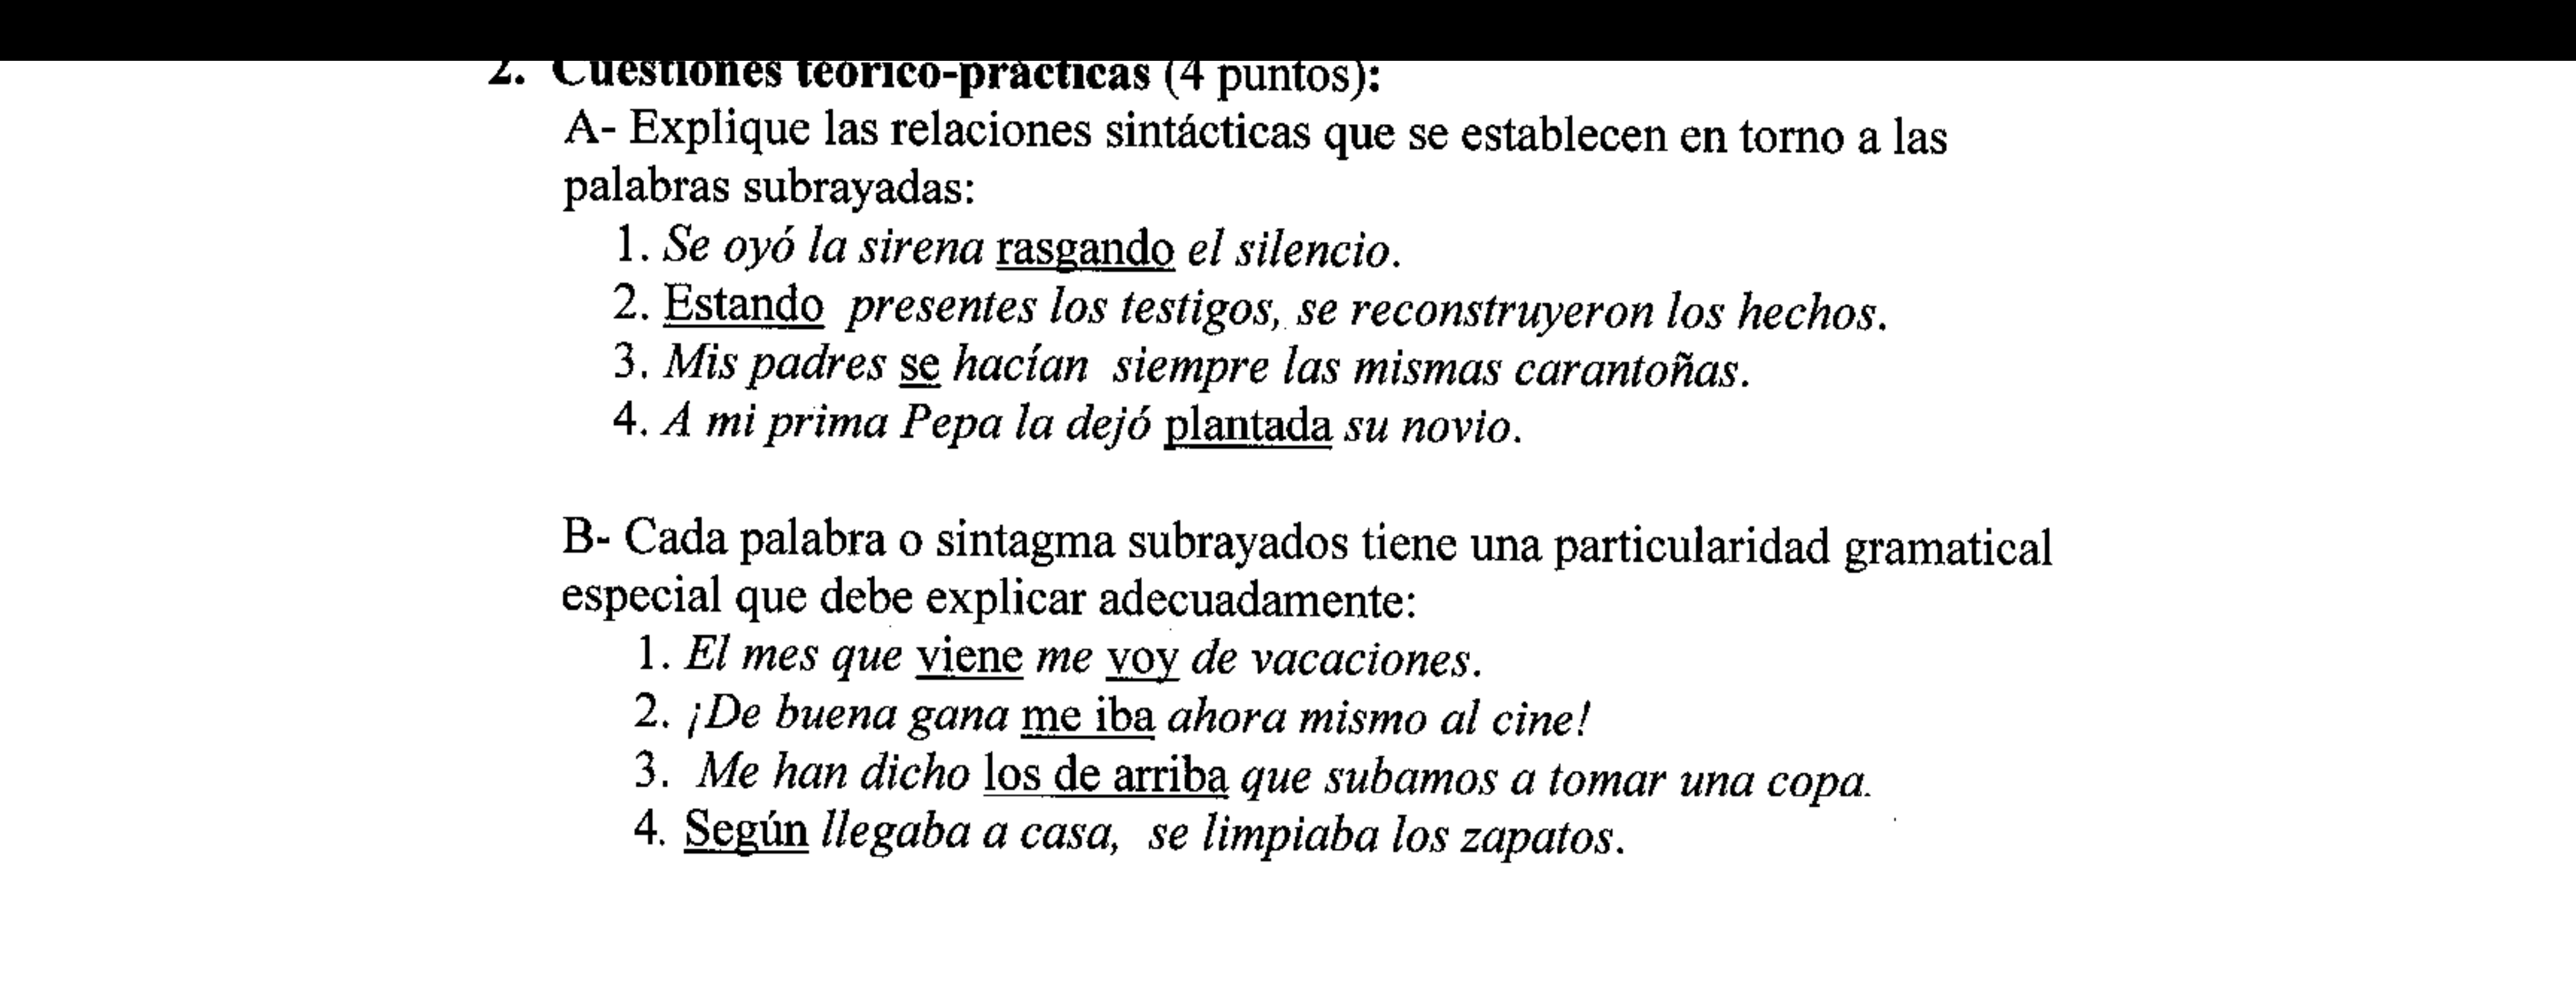 2. Cuestiones teórico-prácticas (4 puntos):
A- Explique las relaciones sintácticas que se establecen en torno a las
palabras subrayadas:
1. Se oyó la sirena rasgando el silencio.
2. Estando presentes los testigos, se reconstruyeron los hechos.
3. Mis padres se hacían siempre las mismas carantoñas.
4. A mi prima Pepa la dejó plantada su novio.
B- Cada palabra o sintagma subrayados tiene una particularidad gramatical
especial que debe explicar adecuadamente:
1. El mes que viene me voy de vacaciones.
2. ¡De buena gana me iba ahora mismo al cine!
3. Me han dicho los de arriba que subamos a tomar una copa.
4. Según llegaba a casa, se limpiaba los zapatos.